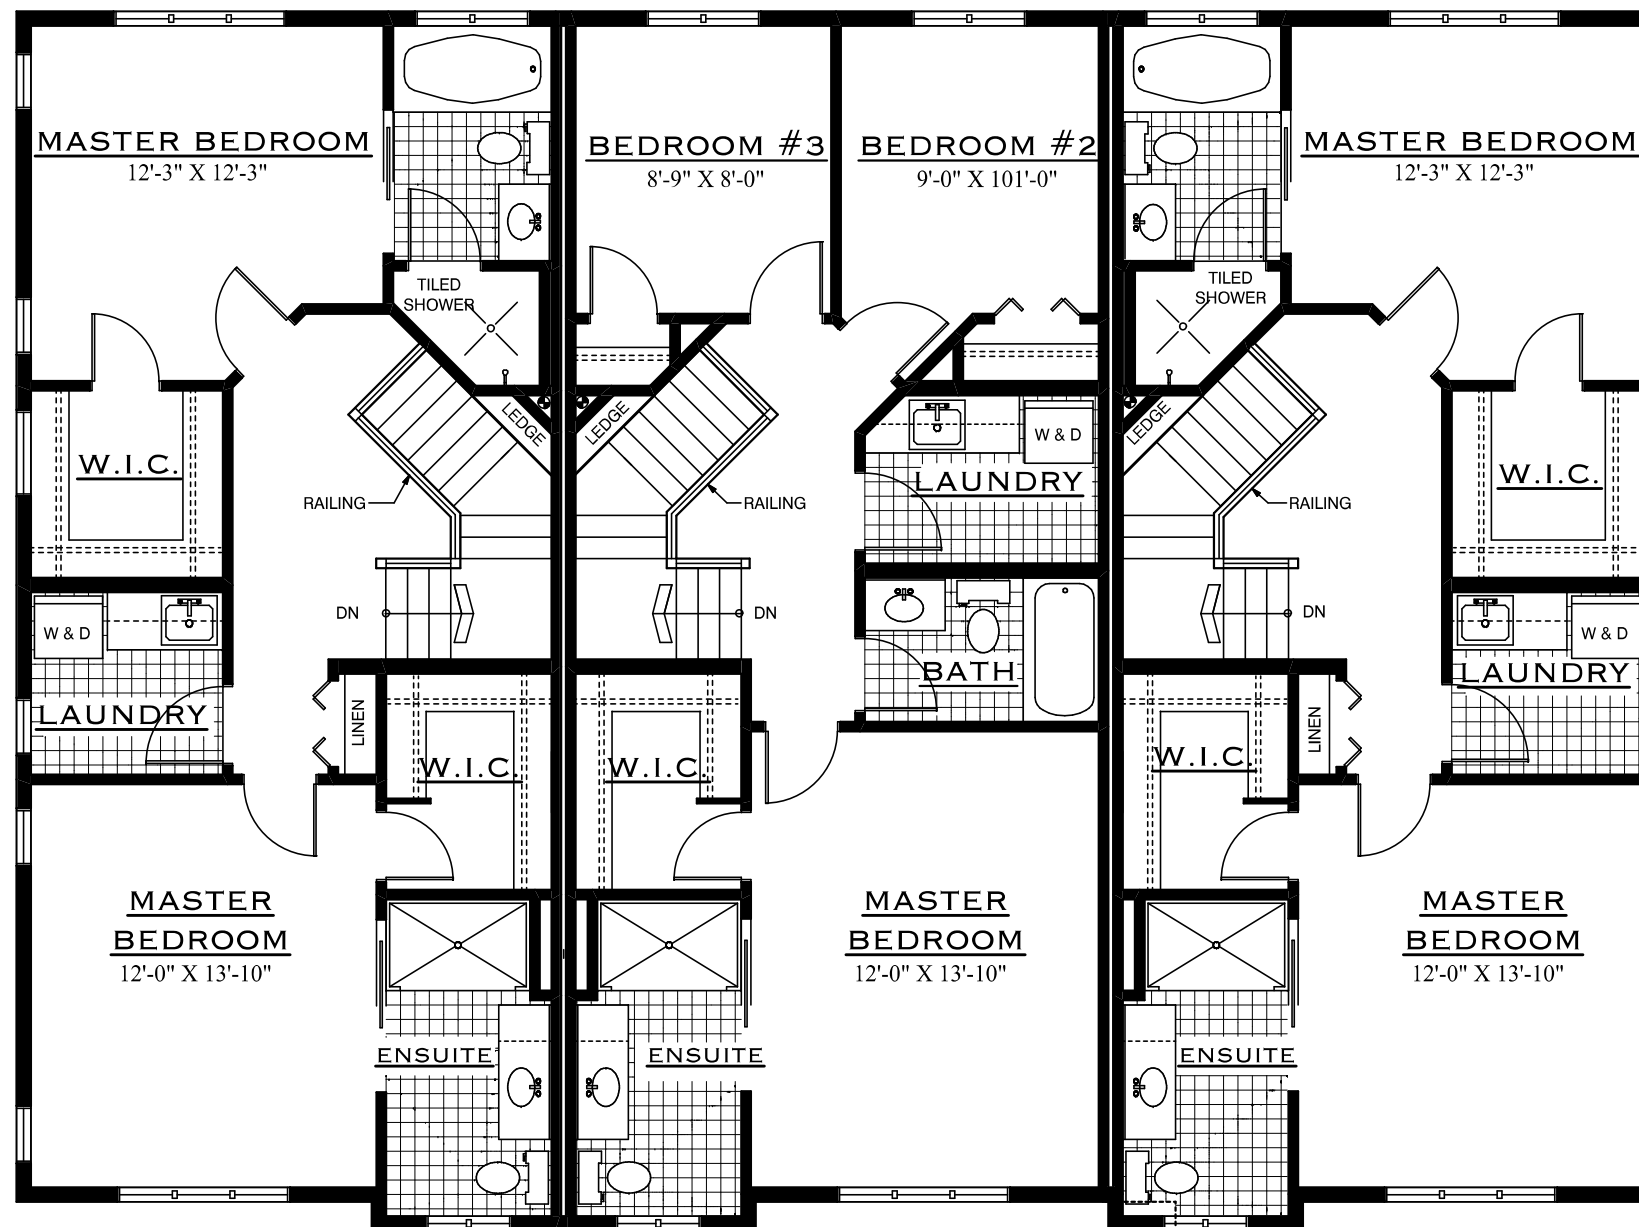 MASTER BEDROOM
12'-3" X 12'-3"
BEDROOM #3
8'-9" X 8'-0"
BEDROOM #2
9'-0" X 101'-0"
MASTER BEDROOM
12'-3" X 12'-3"
TILED
SHOWER
TILED
SHOWER
LEDGE
LEDGE
LEDGE
W & D
W.I.C.
LAUNDRY
W.I.C.
RAILING
RAILING
RAILING
DN
DN
DN
W & D
W & D
LAUNDRY
BATH
LAUNDRY
LINEN
LINEN
W.I.C.
W.I.C.
W.I.C.
MASTER
BEDROOM
12'-0" X 13'-10"
MASTER
BEDROOM
12'-0" X 13'-10"
MASTER
BEDROOM
12'-0" X 13'-10"
ENSUITE
ENSUITE
ENSUITE